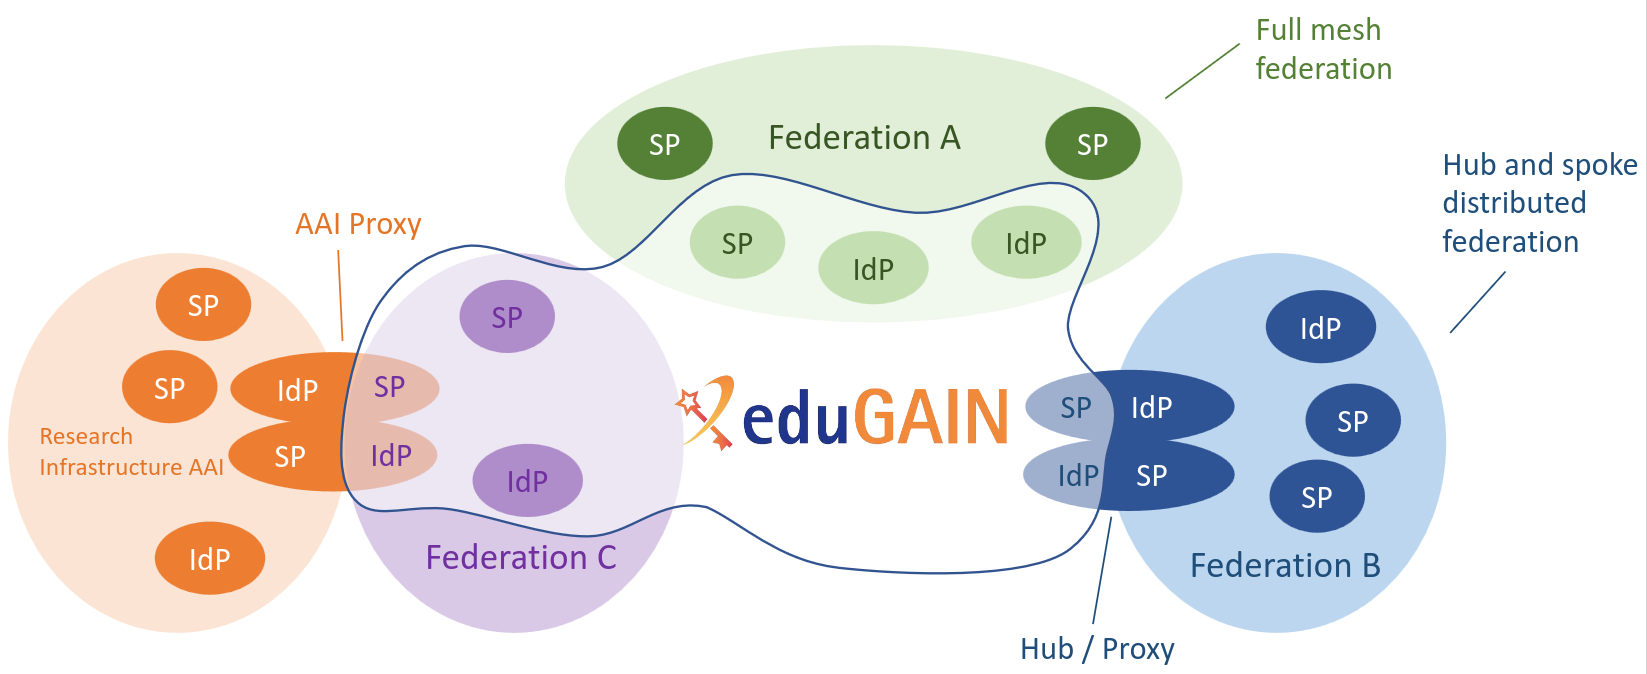 Full mesh
federation
SP
Federation A
SP
Hub and spoke
distributed
federation
AAI Proxy
SP
IdP
IdP
SP
SP
IdP
SP
IdP
SP
Research
Infrastructure AAI
SP
IdP
IdP
IdP
Federation C
eduGAIN
SP
IdP
IdP
SP
IdP
SP
SP
Federation B
Hub / Proxy